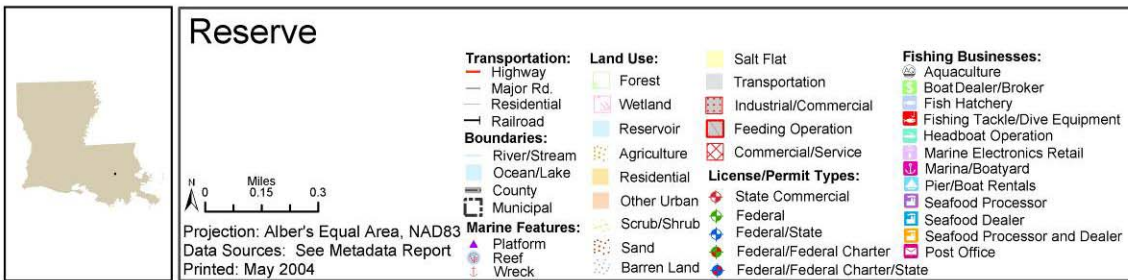 Reserve
N
Miles
0 0.15 0.3
Projection: Alber's Equal Area, NAD83
Data Sources: See Metadata Report
Printed: May 2004
Transportation:
Highway
Major Rd.
Residential
Railroad
Boundaries:
River/Stream
Ocean/Lake
County
Municipal
Marine Features:
Platform
Reef
Wreck
Land Use:
Forest
Wetland
Reservoir
Agriculture
Residential
Other Urban
Scrub/Shrub
Sand
Barren Land
Salt Flat
Transportation
Industrial/Commercial
Feeding Operation
Commercial/Service
License/Permit Types:
State Commercial
Federal
Federal/State
Federal/Federal Charter
Federal/Federal Charter/State
Fishing Businesses:
Aquaculture
Boat Dealer/Broker
Fish Hatchery
Fishing Tackle/Dive Equipment
Headboat Operation
Marine Electronics Retail
Marina/Boatyard
Pier/Boat Rentals
Seafood Processor
Seafood Dealer
Seafood Processor and Dealer
Post Office